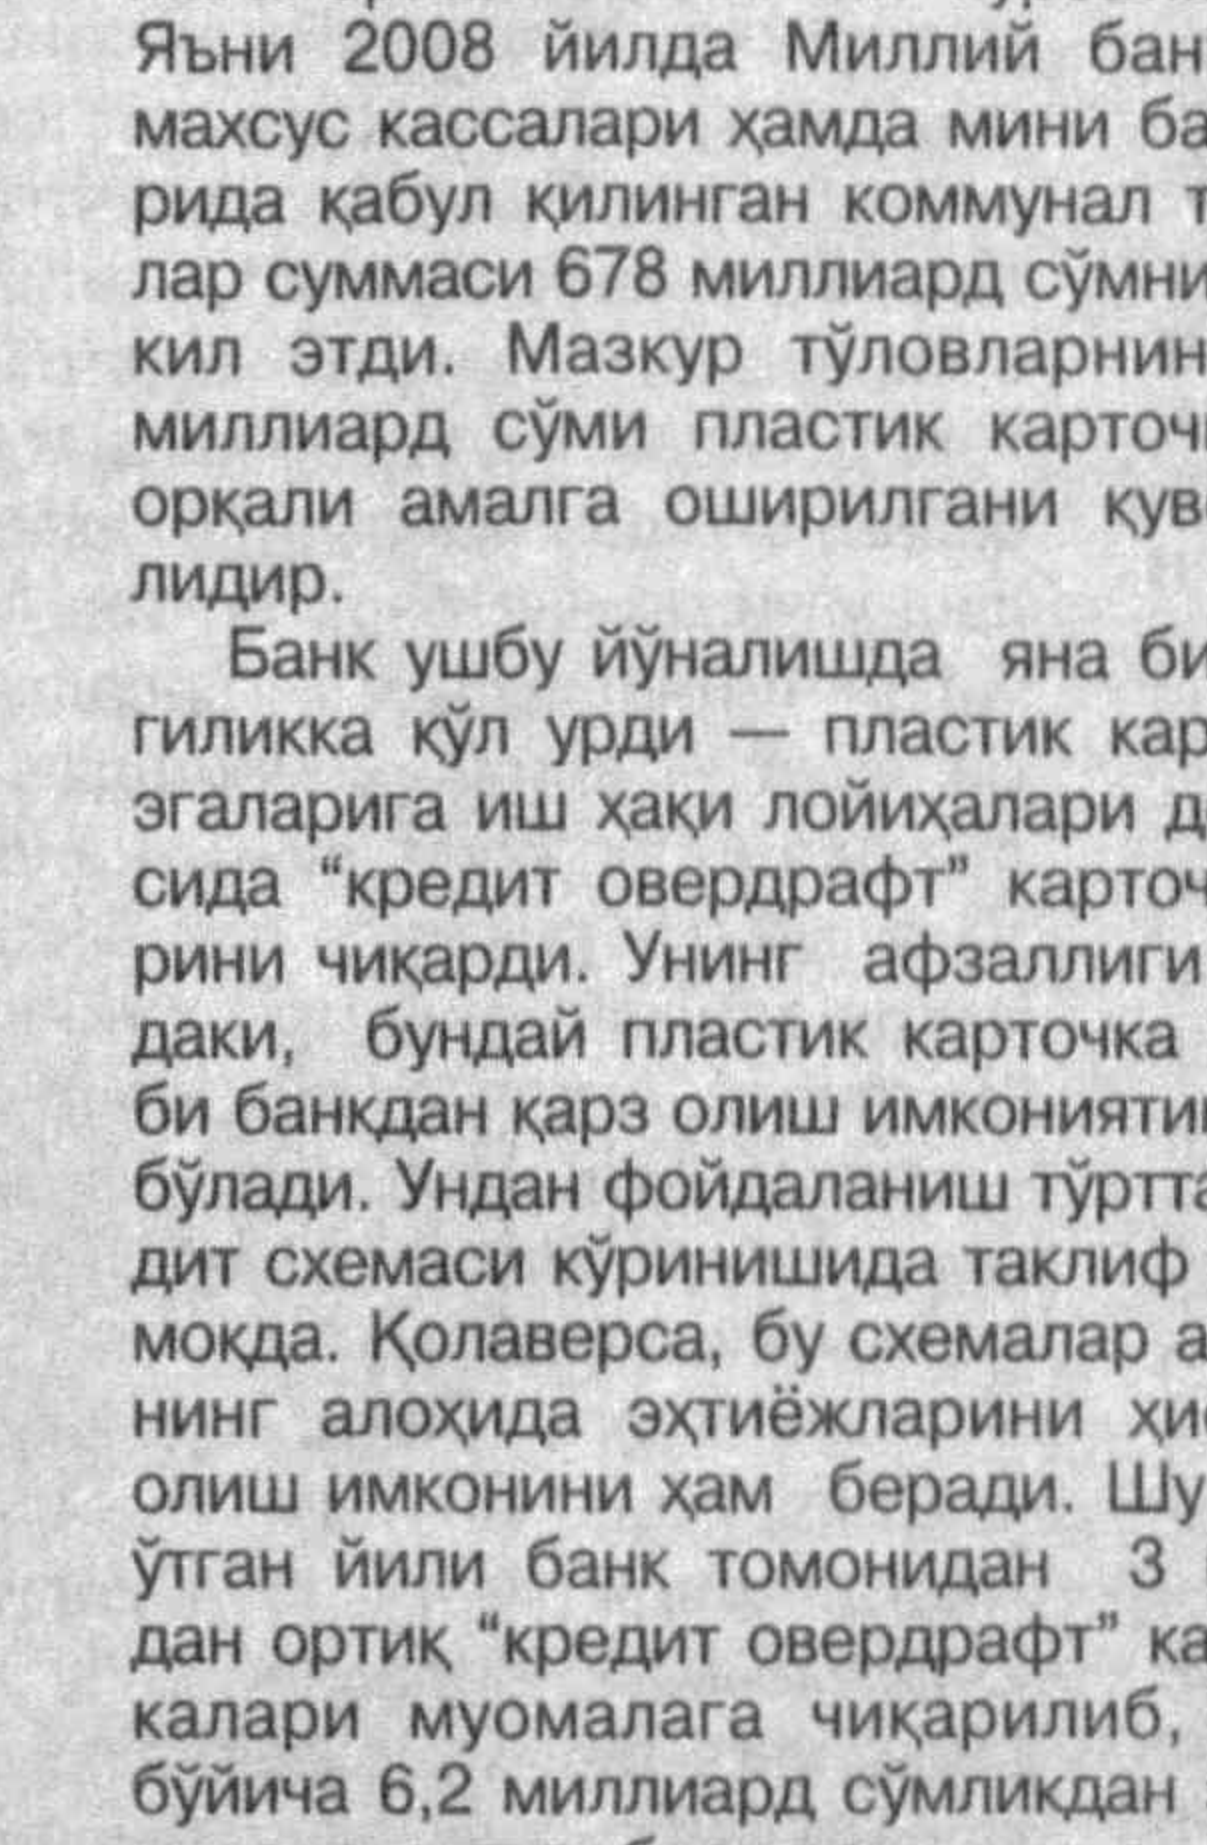 Яъни 2008 йилда Миллий бан
махсус кассалари ҳамда мини ба
рида қабул қилинган коммунал т
лар суммаси 678 миллиард сўмни
кил этди. Мазкур тўловларнин
миллиард сўми пластик карточ
орқали амалга оширилгани қув
лидир.
Банк ушбу йўналишда яна би
гиликка қўл урди — пластик кар
эгаларига иш ҳақи лойиҳалари д
сида “кредит овердрафт” карточ
рини чиқарди. Унинг афзаллиги
даки, бундай пластик карточка
би банқдан қарз олиш имконияти
бўлади. Ундан фойдаланиш тўртта
дит схемаси кўринишида таклиф
моқда. Қолаверса, бу схемалар а
нинг алоҳида эҳтиёжларини ҳи
олиш имконини ҳам беради. Шу
ўтган йили банк томонидан 3
дан ортиқ “кредит овердрафт” ка
калари муомалага чиқарилиб,
бўйича 6,2 миллиард сўмликдан